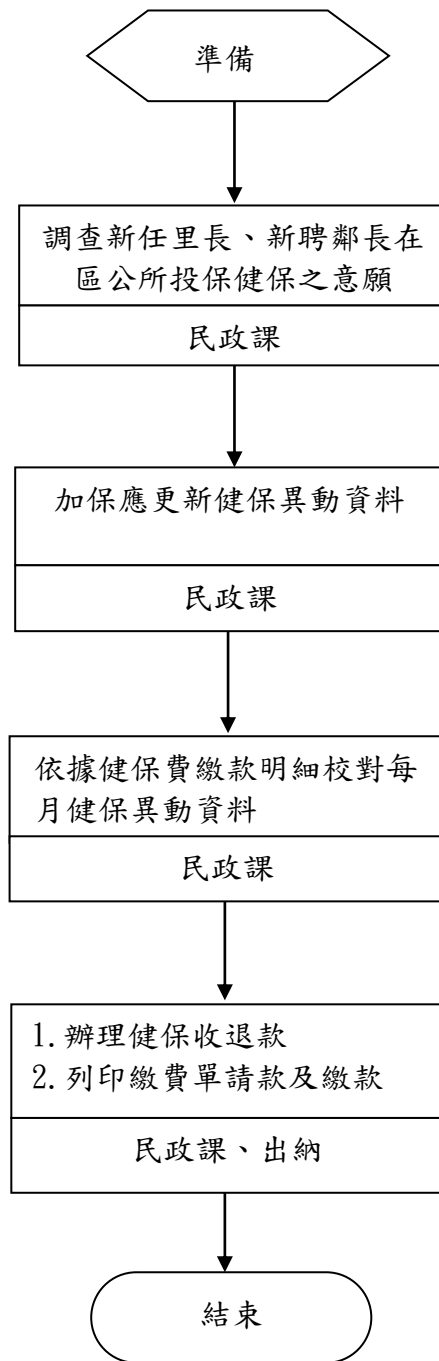 準備
調查新任里長、新聘鄰長在
區公所投保健保之意願
民政課
加保應更新健保異動資料
民政課
依據健保費繳款明細校對每
月健保異動資料
民政課
1. 辦理健保收退款
2. 列印繳費單請款及繳款
民政課、出納
結束